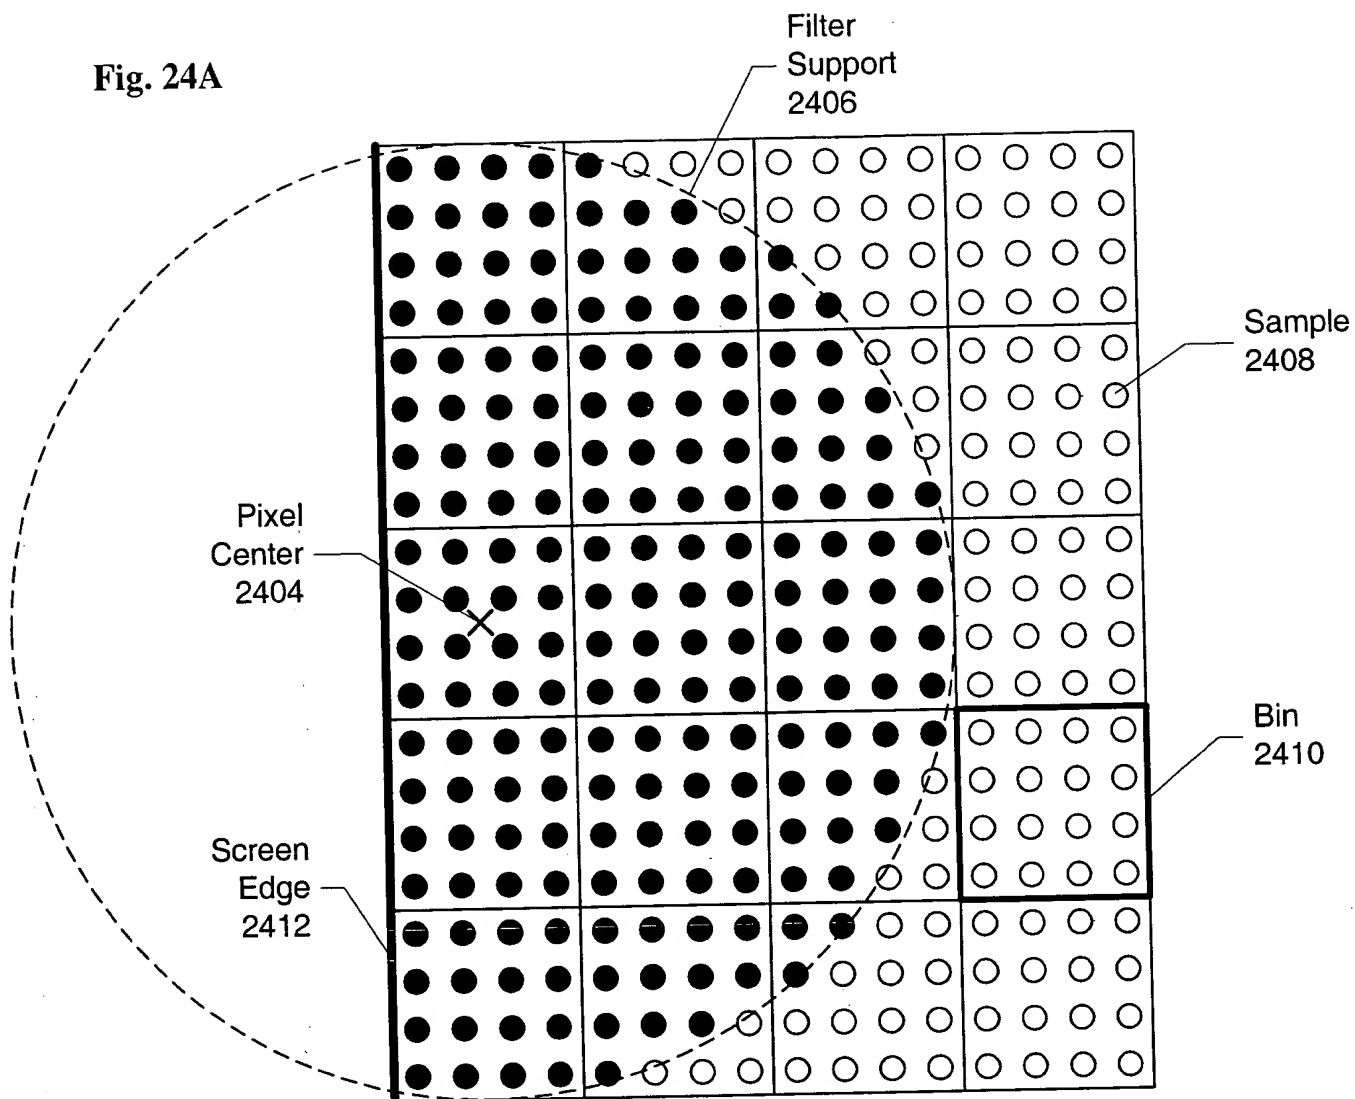 Fig. 24A
Filter
Support
2406
Sample
2408
Pixel
Center
2404
Bin
2410
Screen
Edge
2412